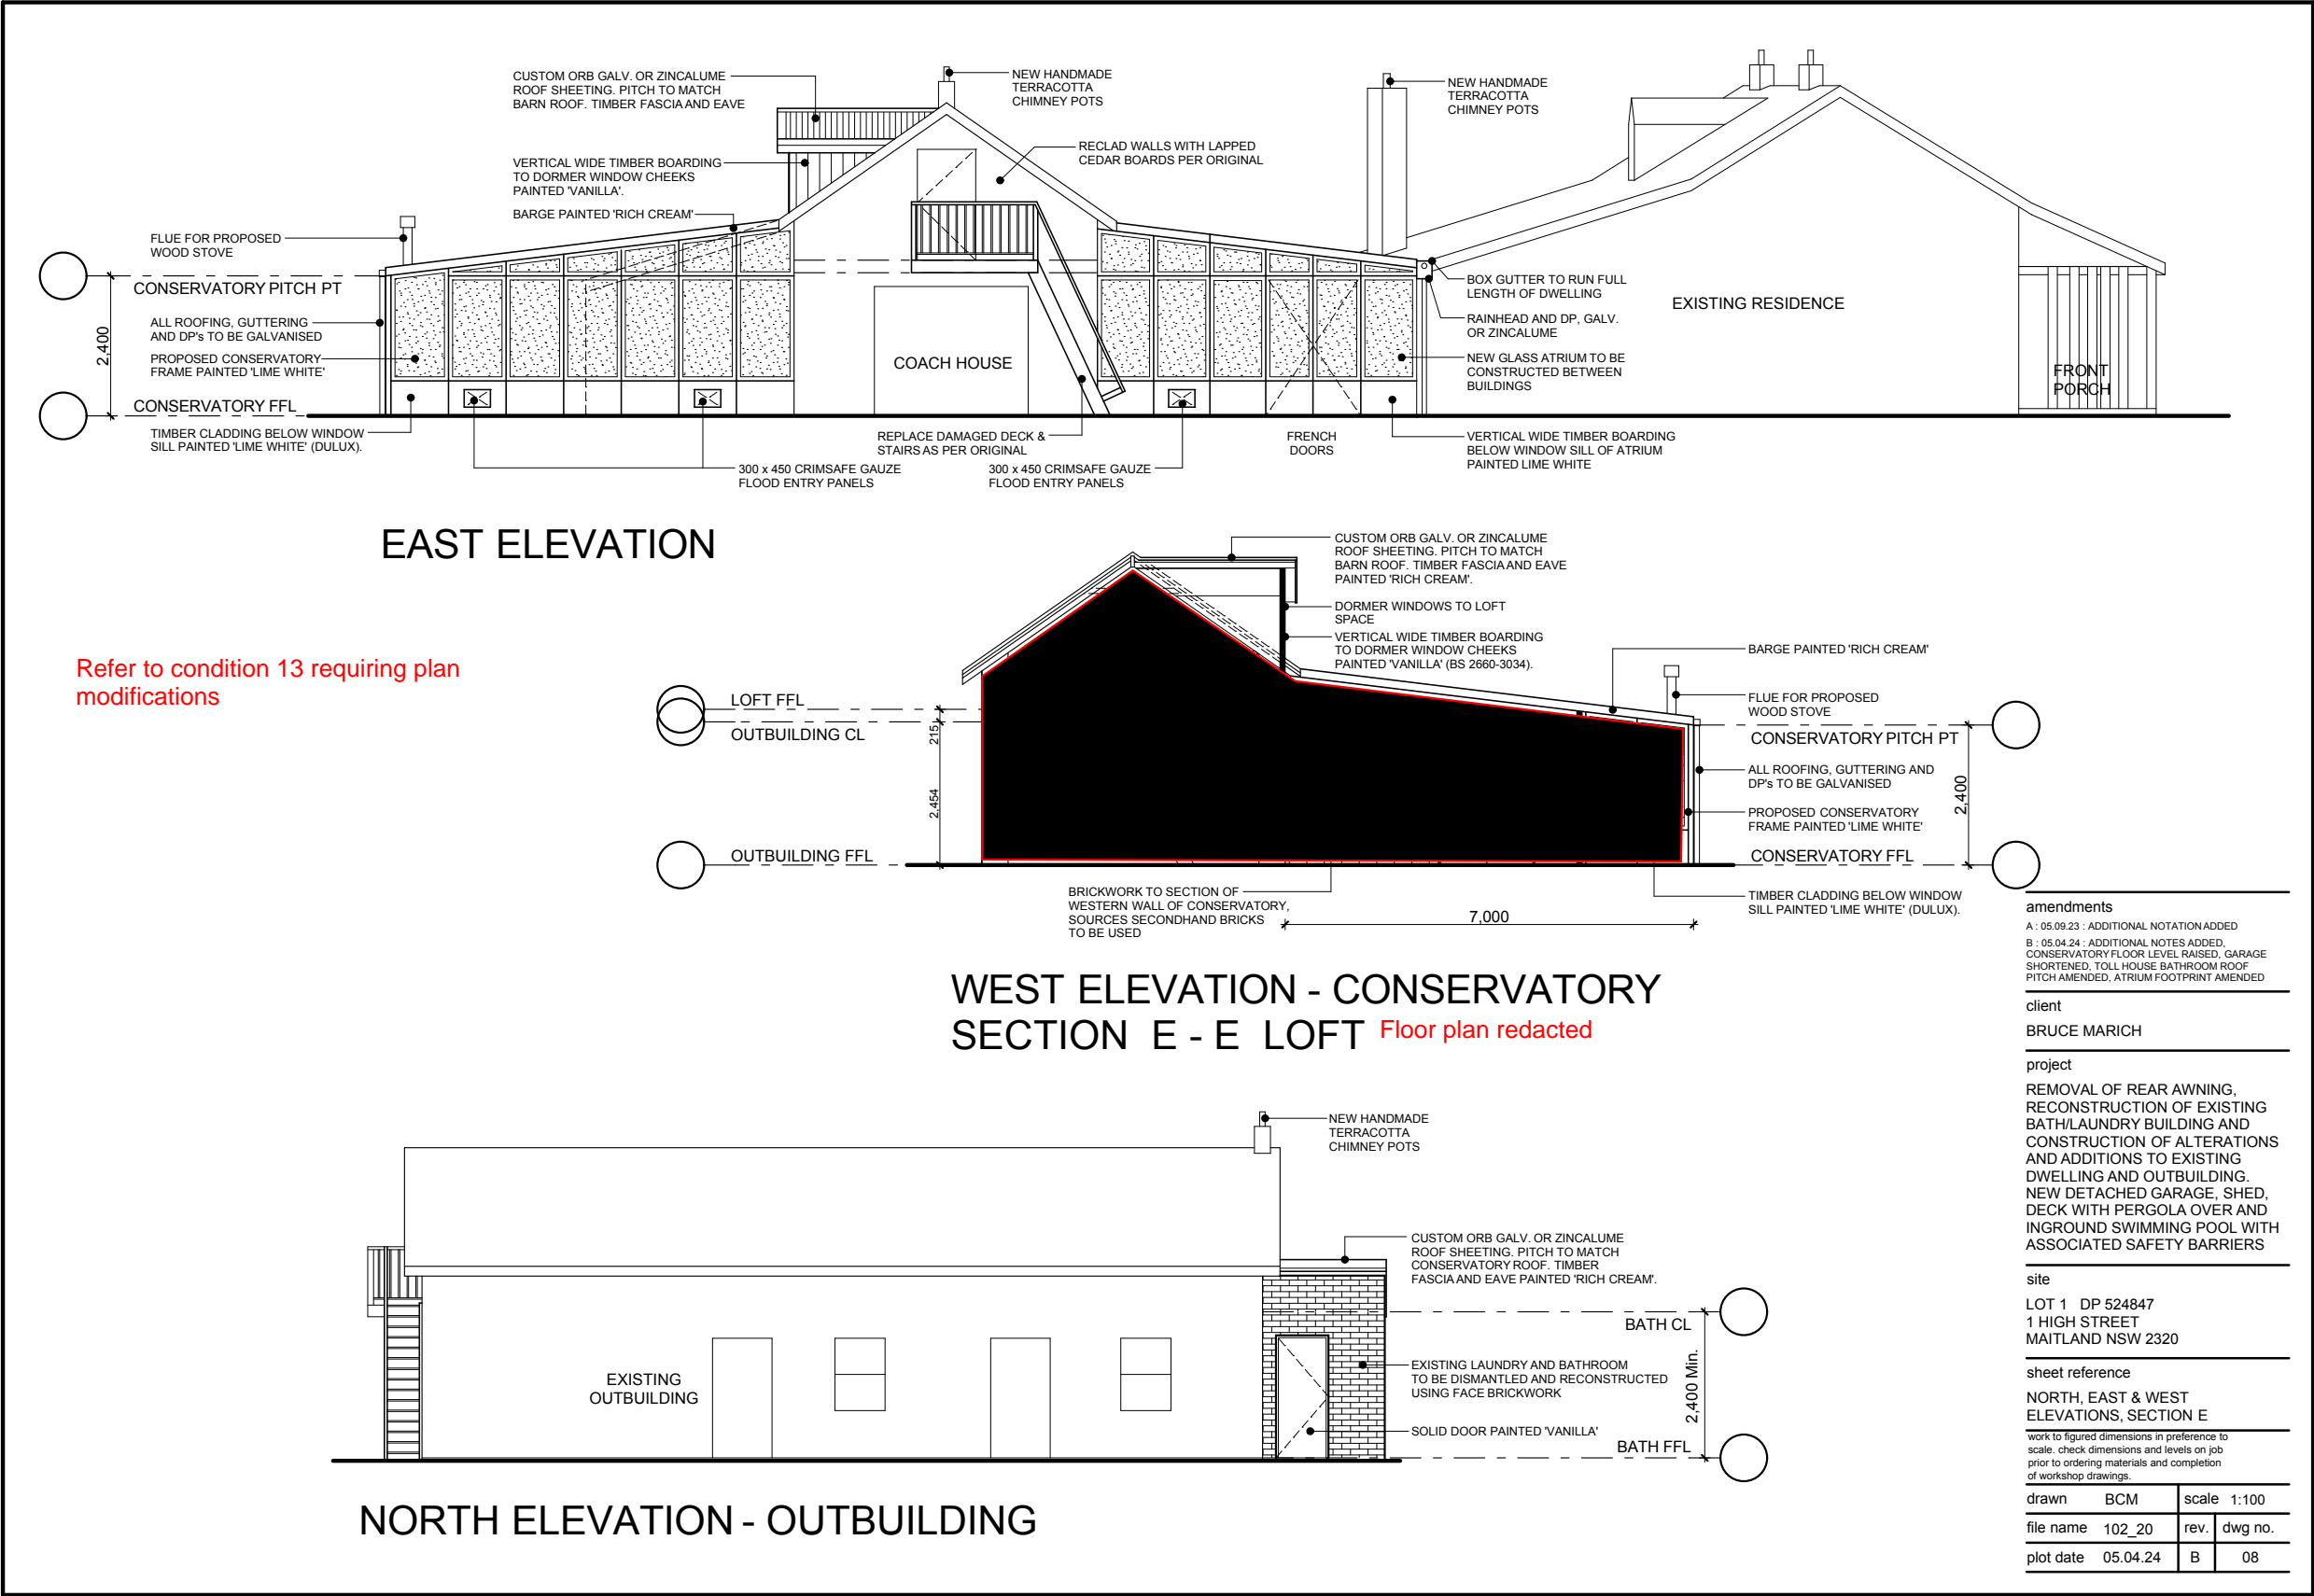 CUSTOM ORB GALV. OR ZINCALUME
ROOF SHEETING. PITCH TO MATCH
BARN ROOF. TIMBER FASCIA AND EAVE
NEW HANDMADE
TERRACOTTA
CHIMNEY POTS
NEW HANDMADE
TERRACOTTA
CHIMNEY POTS
VERTICAL WIDE TIMBER BOARDING
TO DORMER WINDOW CHEEKS
PAINTED 'VANILLA'.
RECLAD WALLS WITH LAPPED
CEDAR BOARDS PER ORIGINAL
BARGE PAINTED 'RICH CREAM'
FLUE FOR PROPOSED
WOOD STOVE
CONSERVATORY PITCH PT
ALL ROOFING, GUTTERING
AND DP's TO BE GALVANISED
2,400
PROPOSED CONSERVATORY
FRAME PAINTED 'LIME WHITE'
CONSERVATORY FFL
TIMBER CLADDING BELOW WINDOW
SILL PAINTED 'LIME WHITE' (DULUX).
COACH HOUSE
BOX GUTTER TO RUN FULL
LENGTH OF DWELLING
RAINHEAD AND DP, GALV.
OR ZINCALUME
NEW GLASS ATRIUM TO BE
CONSTRUCTED BETWEEN
BUILDINGS
EXISTING RESIDENCE
FRONT
PORCH
REPLACE DAMAGED DECK &
STAIRS AS PER ORIGINAL
FRENCH
DOORS
VERTICAL WIDE TIMBER BOARDING
BELOW WINDOW SILL OF ATRIUM
PAINTED LIME WHITE
300 x 450 CRIMSAFE GAUZE
FLOOD ENTRY PANELS
300 x 450 CRIMSAFE GAUZE
FLOOD ENTRY PANELS
EAST ELEVATION
Refer to condition 13 requiring plan
modifications
CUSTOM ORB GALV. OR ZINCALUME
ROOF SHEETING. PITCH TO MATCH
BARN ROOF. TIMBER FASCIA AND EAVE
PAINTED 'RICH CREAM'.
DORMER WINDOWS TO LOFT
SPACE
VERTICAL WIDE TIMBER BOARDING
TO DORMER WINDOW CHEEKS
PAINTED 'VANILLA' (BS 2660-3034).
BARGE PAINTED 'RICH CREAM'
FLUE FOR PROPOSED
WOOD STOVE
LOFT FFL
OUTBUILDING CL
215
2,454
OUTBUILDING FFL
CONSERVATORY PITCH PT
ALL ROOFING, GUTTERING AND
DP's TO BE GALVANISED
2,400
PROPOSED CONSERVATORY
FRAME PAINTED 'LIME WHITE'
CONSERVATORY FFL
TIMBER CLADDING BELOW WINDOW
SILL PAINTED 'LIME WHITE' (DULUX).
BRICKWORK TO SECTION OF
WESTERN WALL OF CONSERVATORY,
SOURCES SECONDHAND BRICKS
TO BE USED
7,000
WEST ELEVATION - CONSERVATORY
SECTION E - E LOFT
Floor plan redacted
NEW HANDMADE
TERRACOTTA
CHIMNEY POTS
CUSTOM ORB GALV. OR ZINCALUME
ROOF SHEETING. PITCH TO MATCH
CONSERVATORY ROOF. TIMBER
FASCIA AND EAVE PAINTED 'RICH CREAM'.
BATH CL
EXISTING LAUNDRY AND BATHROOM
TO BE DISMANTLED AND RECONSTRUCTED
USING FACE BRICKWORK
2,400 Min.
SOLID DOOR PAINTED 'VANILLA'
BATH FFL
EXISTING
OUTBUILDING
NORTH ELEVATION - OUTBUILDING
amendments
A : 05.09.23 : ADDITIONAL NOTATION ADDED
B : 05.04.24 : ADDITIONAL NOTES ADDED,
CONSERVATORY FLOOR LEVEL RAISED, GARAGE
SHORTENED, TOLL HOUSE BATHROOM ROOF
PITCH AMENDED, ATRIUM FOOTPRINT AMENDED
client
BRUCE MARICH
project
REMOVAL OF REAR AWNING,
RECONSTRUCTION OF EXISTING
BATH/LAUNDRY BUILDING AND
CONSTRUCTION OF ALTERATIONS
AND ADDITIONS TO EXISTING
DWELLING AND OUTBUILDING.
NEW DETACHED GARAGE, SHED,
DECK WITH PERGOLA OVER AND
INGROUND SWIMMING POOL WITH
ASSOCIATED SAFETY BARRIERS
site
LOT 1 DP 524847
1 HIGH STREET
MAITLAND NSW 2320
sheet reference
NORTH, EAST & WEST
ELEVATIONS, SECTION E
work to figured dimensions in preference to
scale. check dimensions and levels on job
prior to ordering materials and completion
of workshop drawings.
drawn BCM scale 1:100
file name 102_20 rev. dwg no.
plot date 05.04.24 B 08